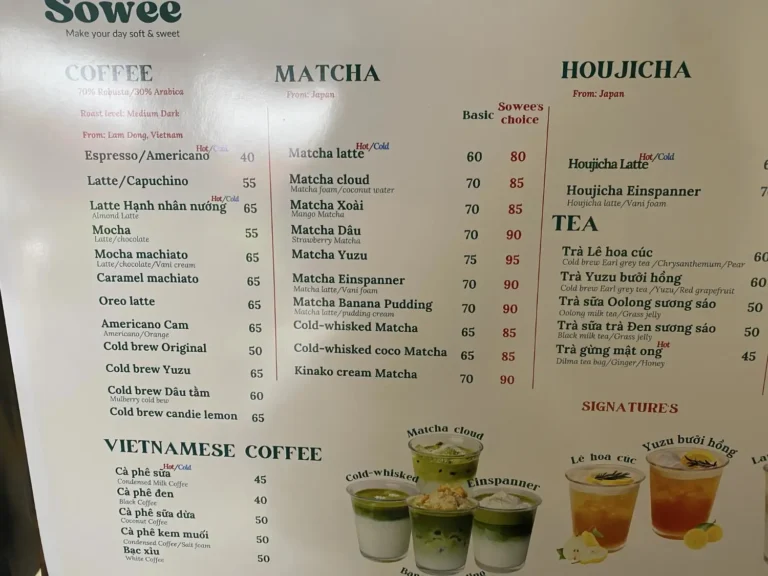 Sowee
Make your day soft & sweet
COFFEE
70% Robusta/30% Arabica
Roast level: Medium Dark
From: Lam Dong, Vietnam
Espresso/Americano Hot/Cold 40
Latte/Capuchino 55
Latte Hạnh nhân nướng Hot/Cold 65
Almond Latte
Mocha 55
Latte/chocolate
Mocha machiato 65
Latte/chocolate/Vani cream
Caramel machiato 65
Oreo latte 65
Americano Cam 65
Americano/Orange
Cold brew Original 50
Cold brew Yuzu 65
Cold brew Dâu tằm 60
Mulberry cold bew
Cold brew candie lemon 65
VIETNAMESE COFFEE
Cà phê sữa Hot/Cold 45
Condensed Milk Coffee
Cà phê đen 40
Black Coffee
Cà phê sữa dừa 50
Coconut Coffee
Cà phê kem muối 50
Condensed Coffee/Salt foam
Bạc xỉu 50
White Coffee
MATCHA
From: Japan
Basic Sowee's choice
Matcha latte Hot/Cold 60 80
Matcha cloud 70 85
Matcha foam/coconut water
Matcha Xoài 70 85
Mango Matcha
Matcha Dâu 70 90
Strawberry Matcha
Matcha Yuzu 75 95
Matcha Einspanner 70 90
Matcha latte/Vani foam
Matcha Banana Pudding 70 90
Matcha latte/pudding cream
Cold-whisked Matcha 65 85
Cold-whisked coco Matcha 65 85
Kinako cream Matcha 70 90
Matcha cloud
Cold-whisked
Einspanner
HOUJICHA
From: Japan
Houjicha Latte Hot/Cold
Houjicha Einspanner
Houjicha latte/Vani foam
TEA
Trà Lê hoa cúc 60
Cold brew Earl grey tea /Chrysanthemium/Pear
Trà Yuzu bưởi hồng 60
Cold brew Earl grey tea /Yuzu/Red grapefruit
Trà sữa Oolong sương sáo 50
Oolong milk tea/Grass jelly
Trà sữa trà Đen sương sáo 50
Black milk tea/Grass jelly
Trà gừng mật ong Hot 45
Dilma tea bag/Ginger/Honey
SIGNATURES
Lê hoa cúc
Yuzu bưởi hồng